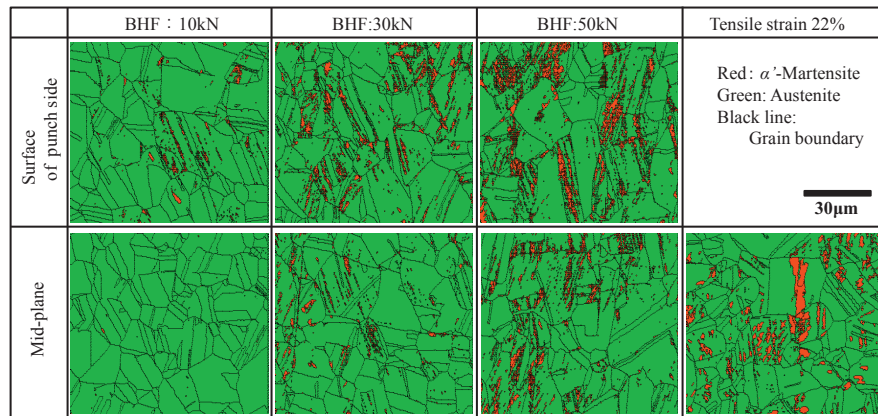 BHF：10kN
BHF:30kN
BHF:50kN
Tensile strain 22%
Surface
of punch side
Red: α’-Martensite
Green: Austenite
Black line:
Grain boundary
30μm
Mid-plane